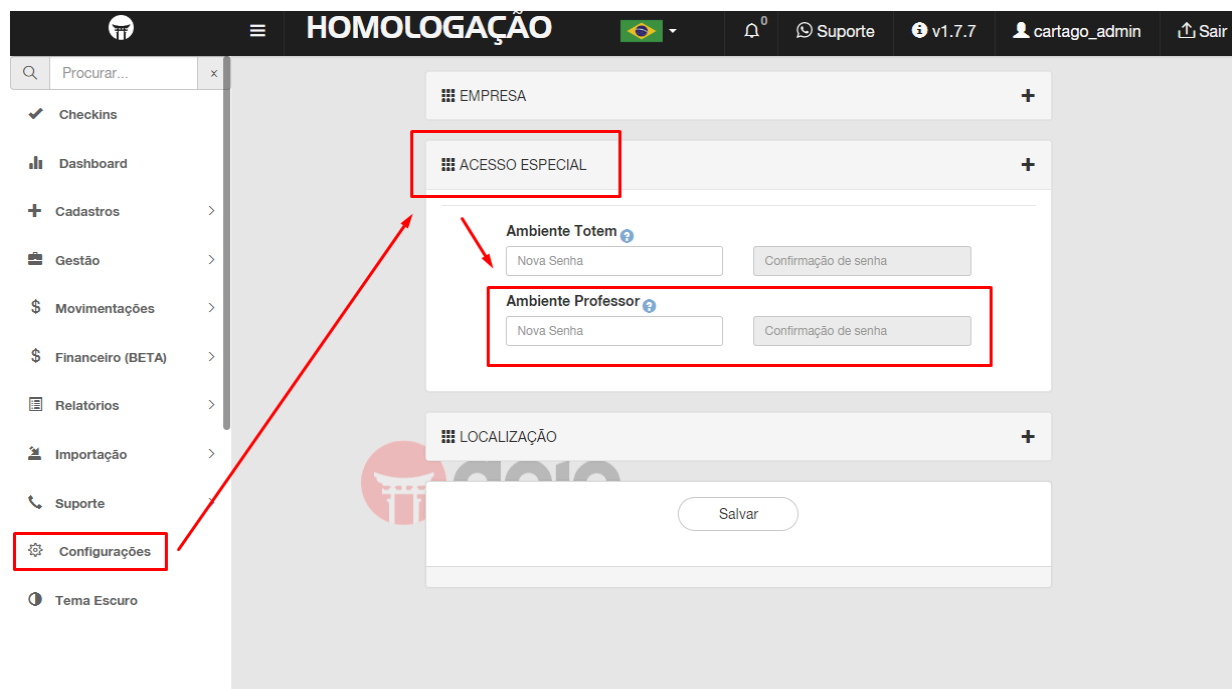 HOMOLOGAÇÃO
0
Suporte
v1.7.7
cartago_admin
Sair
Procurar...
x
Checkins
Dashboard
Cadastros
Gestão
$ Movimentações
$ Financeiro (BETA)
Relatórios
Importação
Suporte
Configurações
Tema Escuro
EMPRESA
ACESSO ESPECIAL
Ambiente Totem ?
Nova Senha
Confirmação de senha
Ambiente Professor ?
Nova Senha
Confirmação de senha
LOCALIZAÇÃO
Salvar